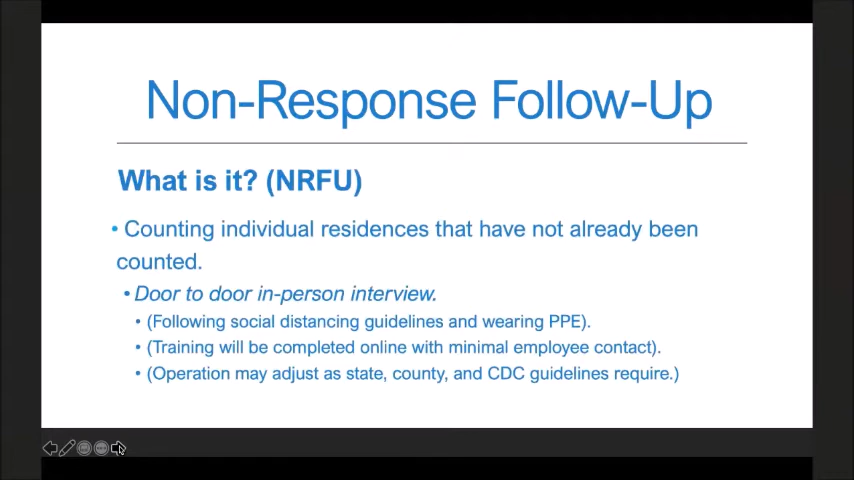 Non-Response Follow-Up
What is it? (NRFU)
• Counting individual residences that have not already been
counted.
• Door to door in-person interview.
• (Following social distancing guidelines and wearing PPE).
• (Training will be completed online with minimal employee contact).
• (Operation may adjust as state, county, and CDC guidelines require.)